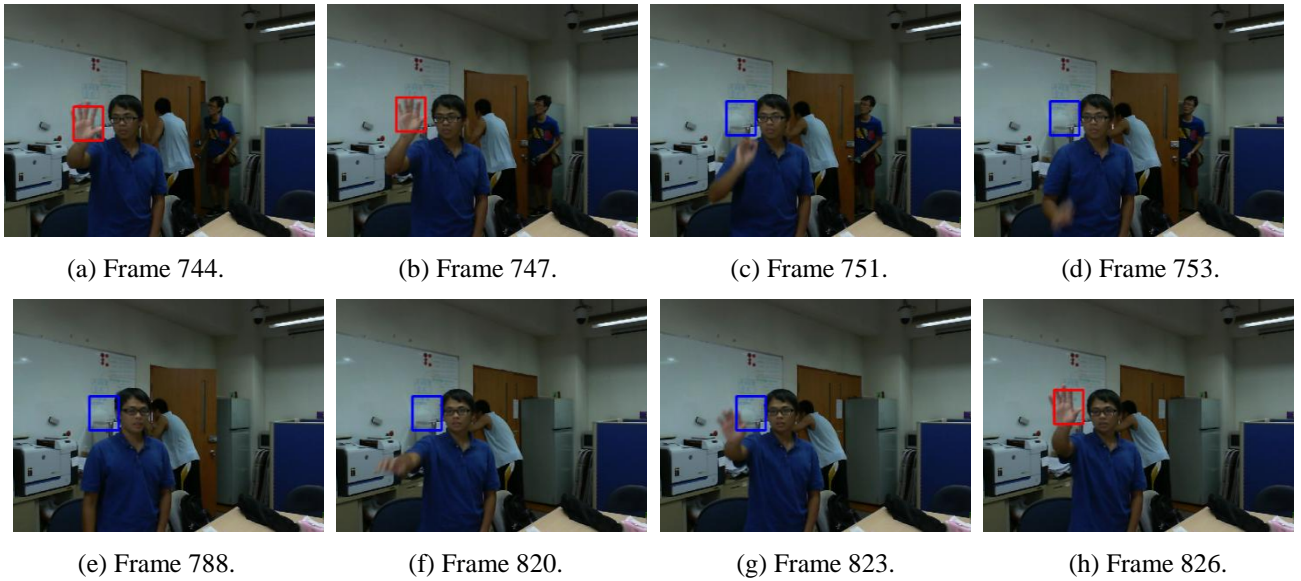 (a) Frame 744.
(b) Frame 747.
(c) Frame 751.
(d) Frame 753.
(e) Frame 788.
(f) Frame 820.
(g) Frame 823.
(h) Frame 826.